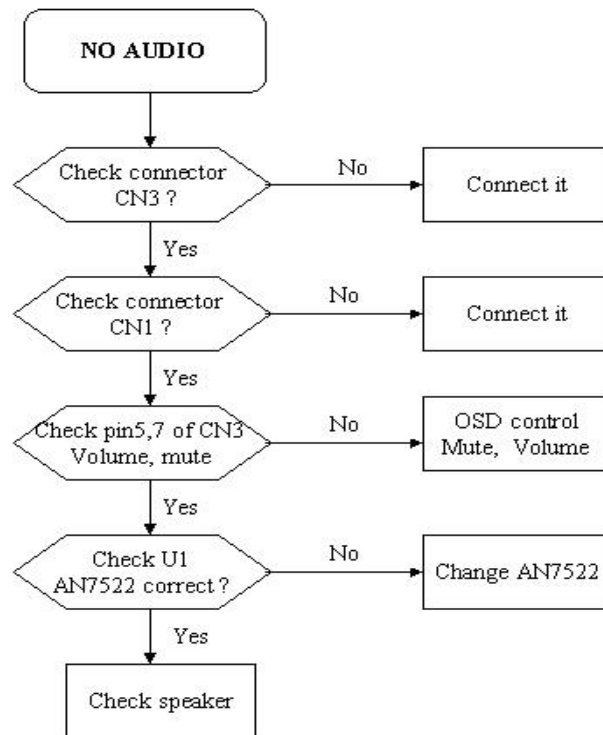 NO AUDIO
Check connector
CN3 ?
No
Connect it
Yes
Check connector
CN1 ?
No
Connect it
Yes
Check pin5,7 of CN3
Volume, mute
No
OSD control
Mute, Volume
Yes
Check U1
AN7522 correct ?
No
Change AN7522
Yes
Check speaker